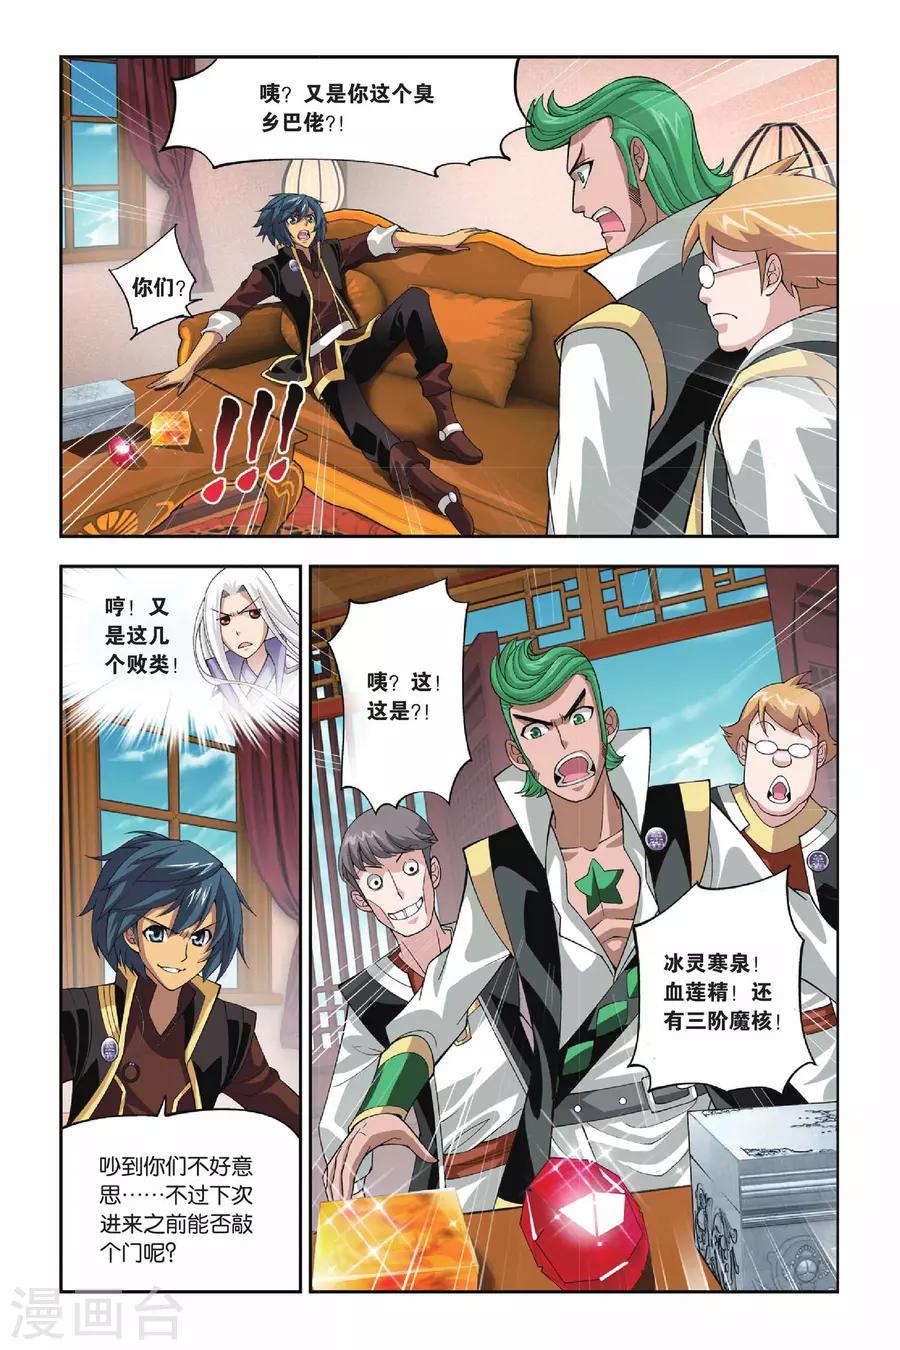 咦？又是你这个臭
乡巴佬?!
你们?
!!!
哼！又
是这几
个败类！
咦？这！
这是?!
冰灵寒泉！
血莲精！还
有三阶魔核！
吵到你们不好意
思……不过下次
进来之前能否敲
个门呢?
漫画台